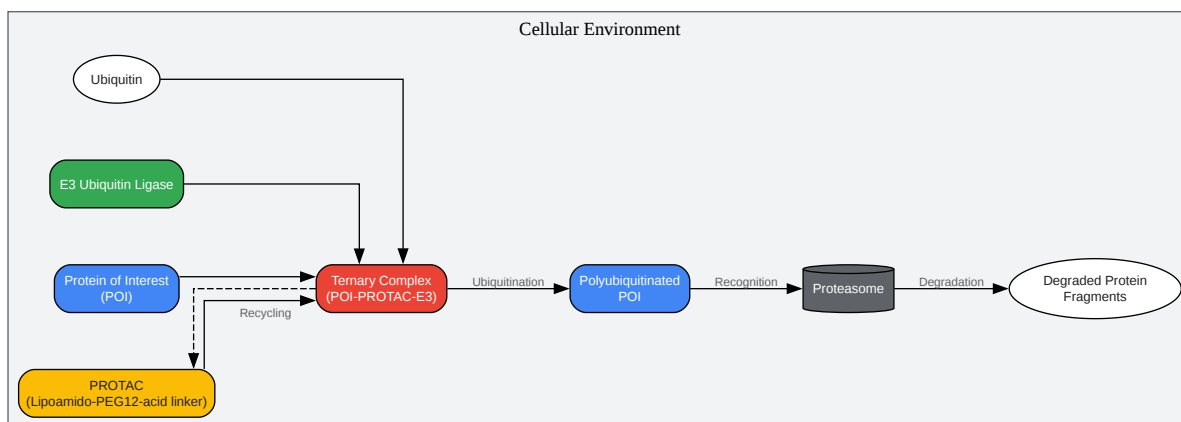 Cellular Environment
Ubiquitin
E3 Ubiquitin Ligase
Protein of Interest
(POI)
Ternary Complex
(POI-PROTAC-E3)
Ubiquitination
Polyubiquitinated
POI
Recognition
Proteasome
Degradation
Degraded Protein
Fragments
Recycling
PROTAC
(Lipoamido-PEG12-acid linker)